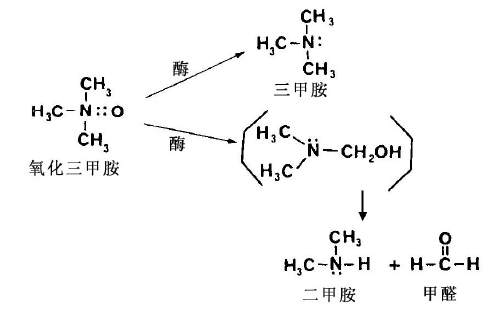 CH₃
H₃C-N::O
CH₃
氧化三甲胺
酶
酶
CH₃
H₃C-N:
CH₃
三甲胺
H₃C
N-CH₂OH
H₃C
CH₃
H₃C-N-H
二甲胺
+
O
H-C-H
甲醛